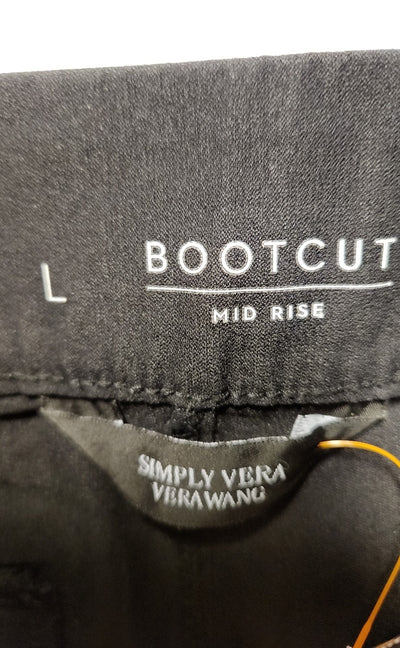 L
BOOTCUT
MID RISE
SIMPLY VERA
VERA WANG